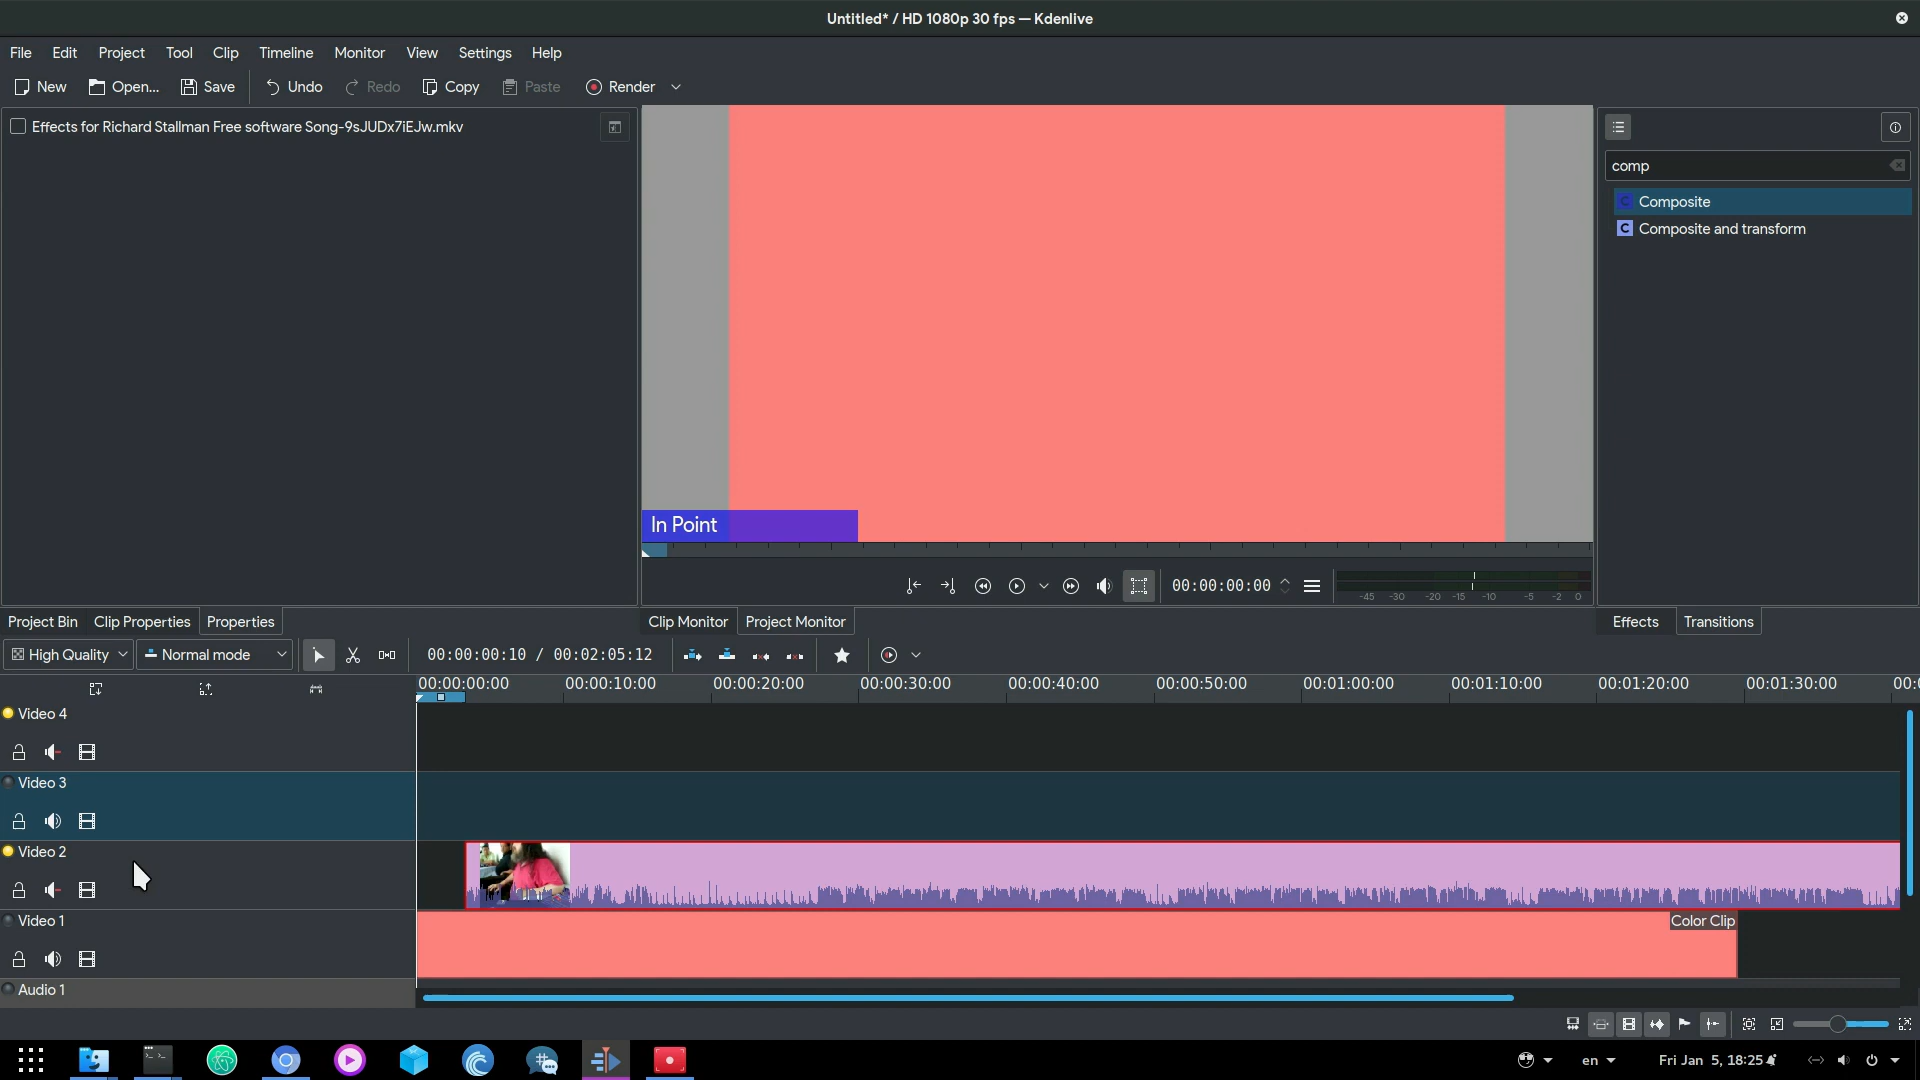 Untitled* / HD 1080p 30 fps — Kdenlive
File Edit Project Tool Clip Timeline Monitor View Settings Help
New Open... Save Undo Redo Copy Paste Render
Effects for Richard Stallman Free software Song-9sJUDx7iEJw.mkv
comp
C Composite
C Composite and transform
In Point
00:00:00:00
-45 -30 -20 -15 -10 -5 -2 0
Project Bin Clip Properties Properties
Clip Monitor Project Monitor
Effects Transitions
High Quality Normal mode 00:00:00:10 / 00:02:05:12
00:00:00:00 00:00:10:00 00:00:20:00 00:00:30:00 00:00:40:00 00:00:50:00 00:01:00:00 00:01:10:00 00:01:20:00 00:01:30:00 00:0
Video 4
Video 3
Video 2
Video 1
Color Clip
Audio 1
en Fri Jan 5, 18:25